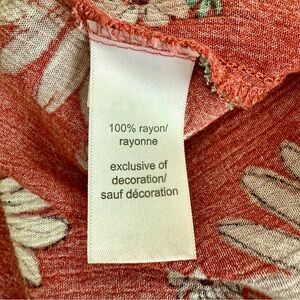 100% rayon/
rayonne
exclusive of
decoration/
sauf décoration